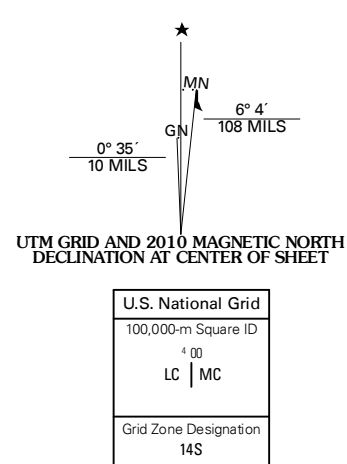 MN
6° 4´
108 MILS
GN
0° 35´
10 MILS
UTM GRID AND 2010 MAGNETIC NORTH
DECLINATION AT CENTER OF SHEET
U.S. National Grid
100,000-m Square ID
4 00
LC MC
Grid Zone Designation
14S